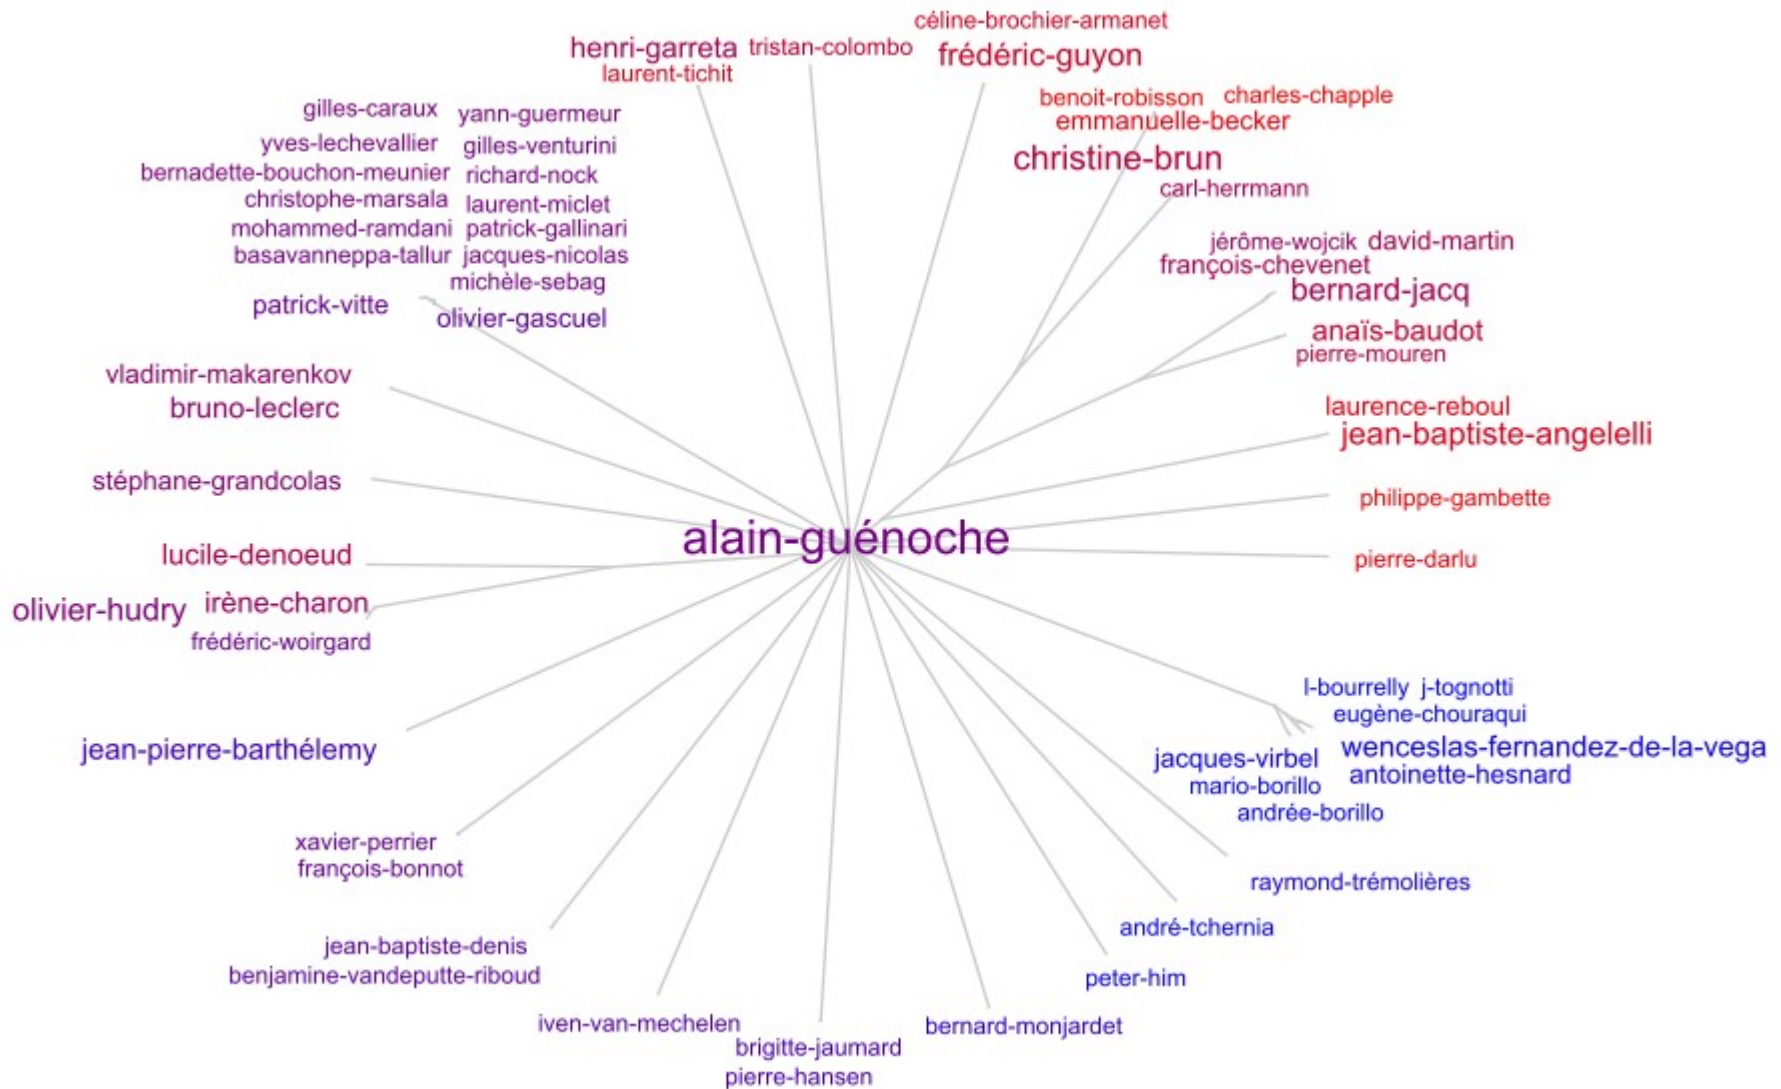 céline-brochier-armanet
henri-garreta tristan-colombo frédéric-guyon
laurent-tichit
benoit-robisson charles-chapple
gilles-caraux yann-guermeur emmanuelle-becker
yves-lechevallier gilles-venturini christine-brun
bernadette-bouchon-meunier richard-nock carl-herrmann
christophe-marsala laurent-miclet
mohammed-ramdani patrick-gallinari jérôme-wojcik david-martin
basavanneppa-tallur jacques-nicolas françois-chevenet
michèle-sebag bernard-jacq
patrick-vitte olivier-gascuel anaïs-baudot
pierre-mouren
vladimir-makarenkov
bruno-leclerc laurence-reboul
jean-baptiste-angelelli
stéphane-grandcolas philippe-gambette
alain-guénoche
lucile-denoeud pierre-darlu
olivier-hudry irène-charon
frédéric-woirgard
l-bourrelly j-tognotti
eugène-chouraqui
jean-pierre-barthélemy jacques-virbel wenceslas-fernandez-de-la-vega
mario-borillo antoinette-hesnard
andrée-borillo
xavier-perrier
françois-bonnot raymond-trémolières
andré-tchernia
jean-baptiste-denis
benjamine-vandeputte-riboud peter-him
iven-van-mechelen bernard-monjardet
brigitte-jaumard
pierre-hansen